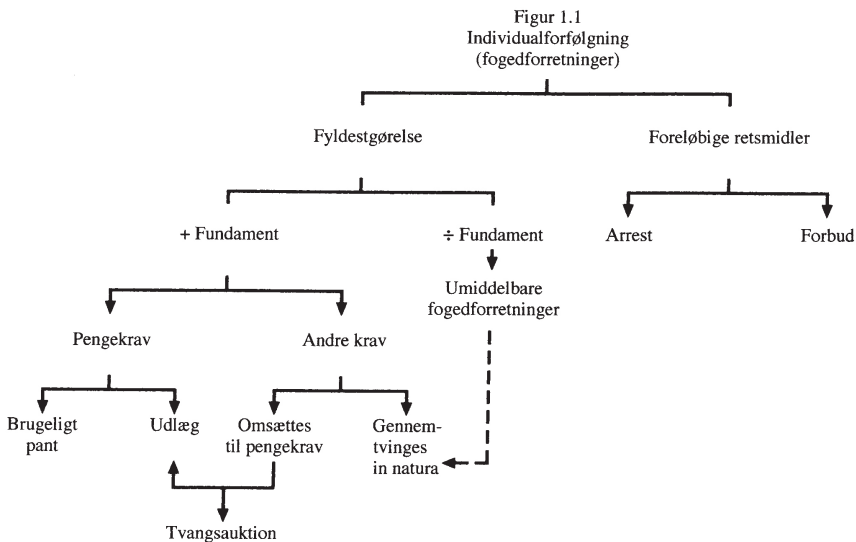 Figur 1.1
Individualforfølgning
(fogedforretninger)
Fyldestgørelse
Foreløbige retsmidler
+ Fundament
÷ Fundament
Arrest
Forbud
Umiddelbare
fogedforretninger
Pengekrav
Andre krav
Brugeligt
pant
Udlæg
Omsættes
til pengekrav
Gennem-
tvinges
in natura
Tvangsauktion